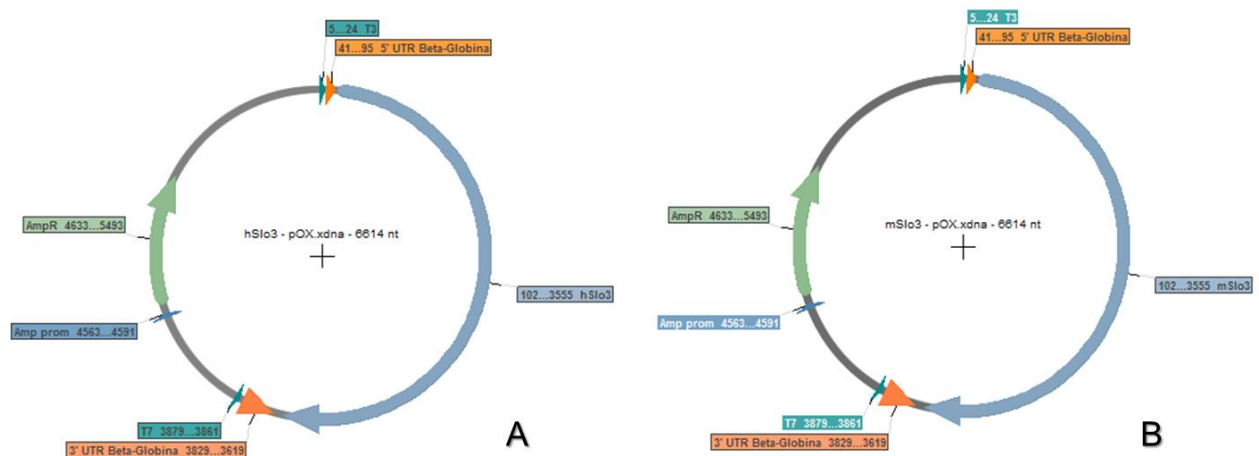 5...24 T3
41...95 5' UTR Beta-Globina
AmpR 4633...5493
hSlo3 - pOX.xdna - 6614 nt
102...3555 hSlo3
Amp prom 4563...4591
T7 3879...3861
3' UTR Beta-Globina 3829...3619
A
5...24 T3
41...95 5' UTR Beta-Globina
AmpR 4633...5493
mSlo3 - pOX.xdna - 6614 nt
102...3555 mSlo3
Amp prom 4563...4591
T7 3879...3861
3' UTR Beta-Globina 3829...3619
B